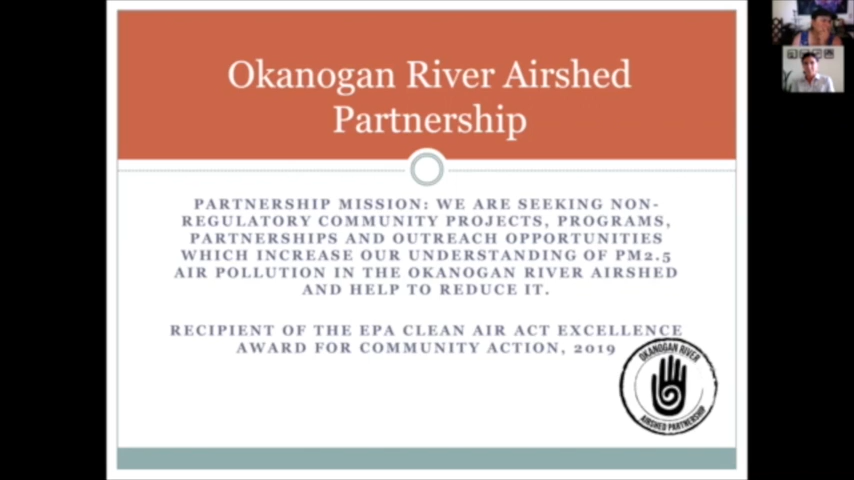 Okanogan River Airshed
Partnership
PARTNERSHIP MISSION: WE ARE SEEKING NON-
REGULATORY COMMUNITY PROJECTS, PROGRAMS,
PARTNERSHIPS AND OUTREACH OPPORTUNITIES
WHICH INCREASE OUR UNDERSTANDING OF PM2.5
AIR POLLUTION IN THE OKANOGAN RIVER AIRSHED
AND HELP TO REDUCE IT.
RECIPIENT OF THE EPA CLEAN AIR ACT EXCELLENCE
AWARD FOR COMMUNITY ACTION, 2019
OKANOGAN RIVER
AIRSHED PARTNERSHIP